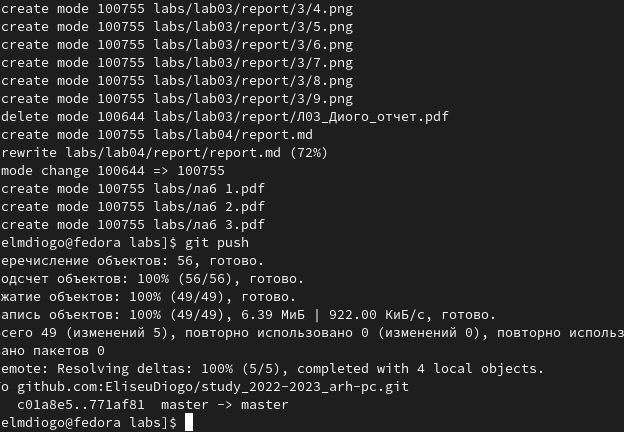 create mode 100755 labs/lab03/report/3/4.png
create mode 100755 labs/lab03/report/3/5.png
create mode 100755 labs/lab03/report/3/6.png
create mode 100755 labs/lab03/report/3/7.png
create mode 100755 labs/lab03/report/3/8.png
create mode 100755 labs/lab03/report/3/9.png
delete mode 100644 labs/lab03/report/Л03_Диого_отчет.pdf
create mode 100755 labs/lab04/report.md
rewrite labs/lab04/report/report.md (72%)
mode change 100644 => 100755
create mode 100755 labs/лаб 1.pdf
create mode 100755 labs/лаб 2.pdf
create mode 100755 labs/лаб 3.pdf
elmdiogo@fedora labs]$ git push
еречисление объектов: 56, готово.
одсчет объектов: 100% (56/56), готово.
жатие объектов: 100% (49/49), готово.
апись объектов: 100% (49/49), 6.39 МиБ | 922.00 КиБ/с, готово.
сего 49 (изменений 5), повторно использовано 0 (изменений 0), повторно использ
ано пакетов 0
emote: Resolving deltas: 100% (5/5), completed with 4 local objects.
o github.com:EliseuDiogo/study_2022-2023_arh-pc.git
c01a8e5..771af81  master -> master
elmdiogo@fedora labs]$